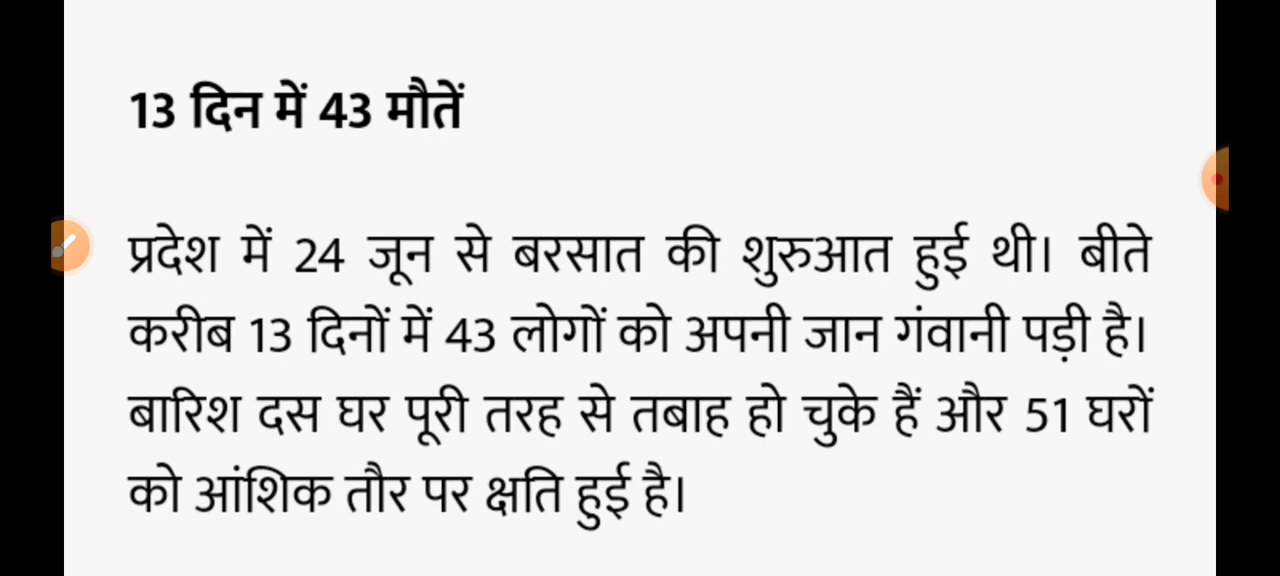 13 दिन में 43 मौतें
प्रदेश में 24 जून से बरसात की शुरुआत हुई थी। बीते
करीब 13 दिनों में 43 लोगों को अपनी जान गंवानी पड़ी है।
बारिश दस घर पूरी तरह से तबाह हो चुके हैं और 51 घरों
को आंशिक तौर पर क्षति हुई है।